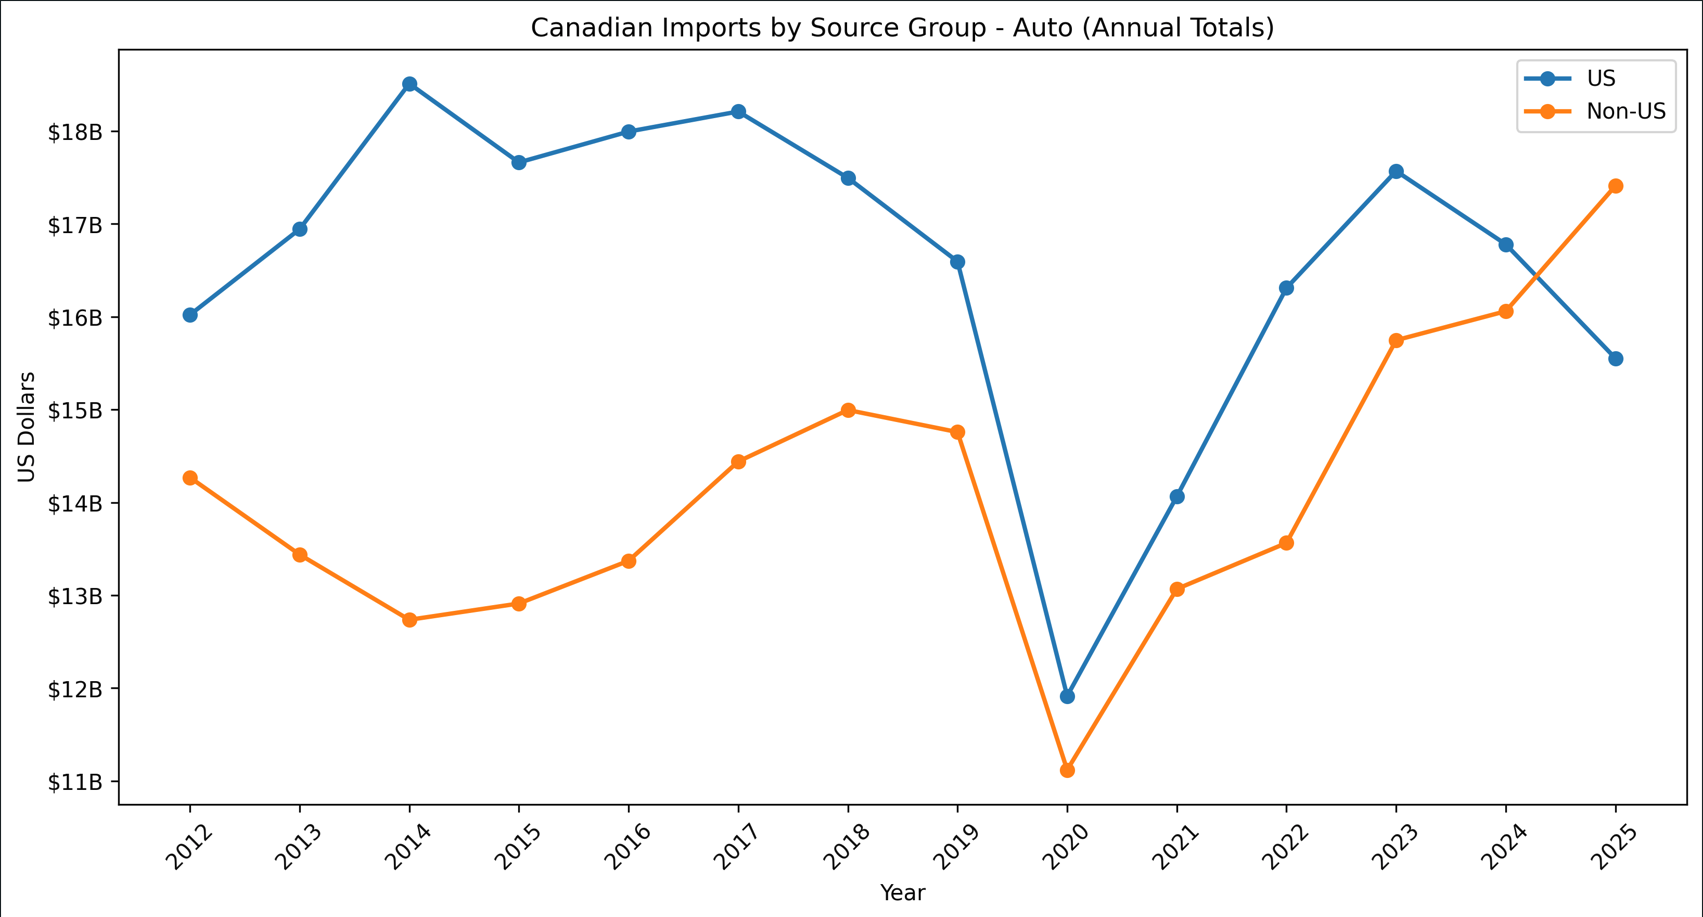 Canadian Imports by Source Group - Auto (Annual Totals)
US
Non-US
$18B
$17B
$16B
$15B
$14B
$13B
$12B
$11B
US Dollars
2012
2013
2014
2015
2016
2017
2018
2019
2020
2021
2022
2023
2024
2025
Year